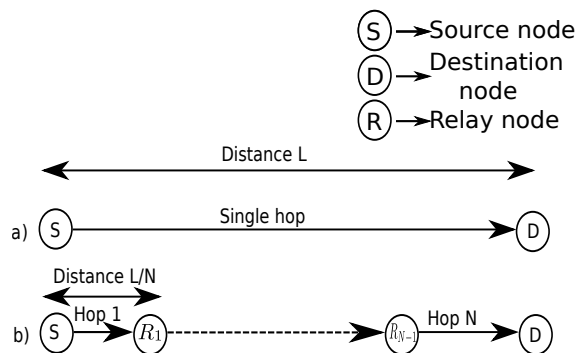 S Source node
D Destination
node
R Relay node
Distance L
a) S Single hop D
Distance L/N
b) S Hop 1 R1 RN−1 Hop N D